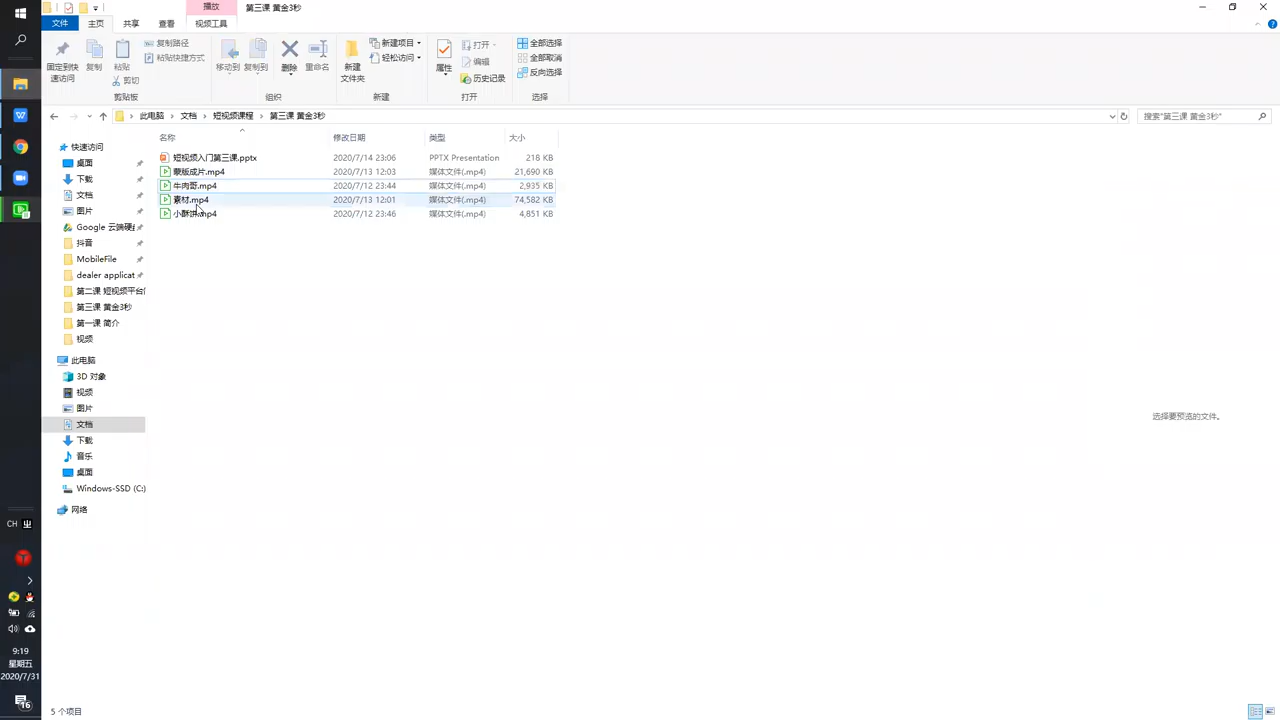 播放
第三课 黄金3秒
文件
主页
共享
查看
视频工具
固定到快速访问
复制
粘贴
复制路径
粘贴快捷方式
剪切
剪贴板
移动到
复制到
删除
重命名
组织
新建
文件夹
新建项目
轻松访问
新建
属性
打开
编辑
历史记录
打开
全部选择
全部取消
反向选择
选择
此电脑
文档
短视频课程
第三课 黄金3秒
搜索"第三课 黄金3秒"
名称
修改日期
类型
大小
短视频入门第三课.pptx 2020/7/14 23:06 PPTX Presentation 218 KB
蒙版成片.mp4 2020/7/13 12:03 媒体文件(.mp4) 21,690 KB
牛肉哥.mp4 2020/7/12 23:44 媒体文件(.mp4) 2,935 KB
素材.mp4 2020/7/13 12:01 媒体文件(.mp4) 74,582 KB
2020/7/12 23:46 媒体文件(.mp4) 4,851 KB
快速访问
桌面
下载
文档
图片
Google 云端硬
抖音
MobileFile
dealer applicat
第二课 短视频平台
第三课 黄金3秒
第一课 简介
视频
此电脑
3D 对象
视频
图片
文档
下载
音乐
桌面
Windows-SSD (C:)
网络
选择要预览的文件。
CH
9:19
星期五
2020/7/31
16
5 个项目